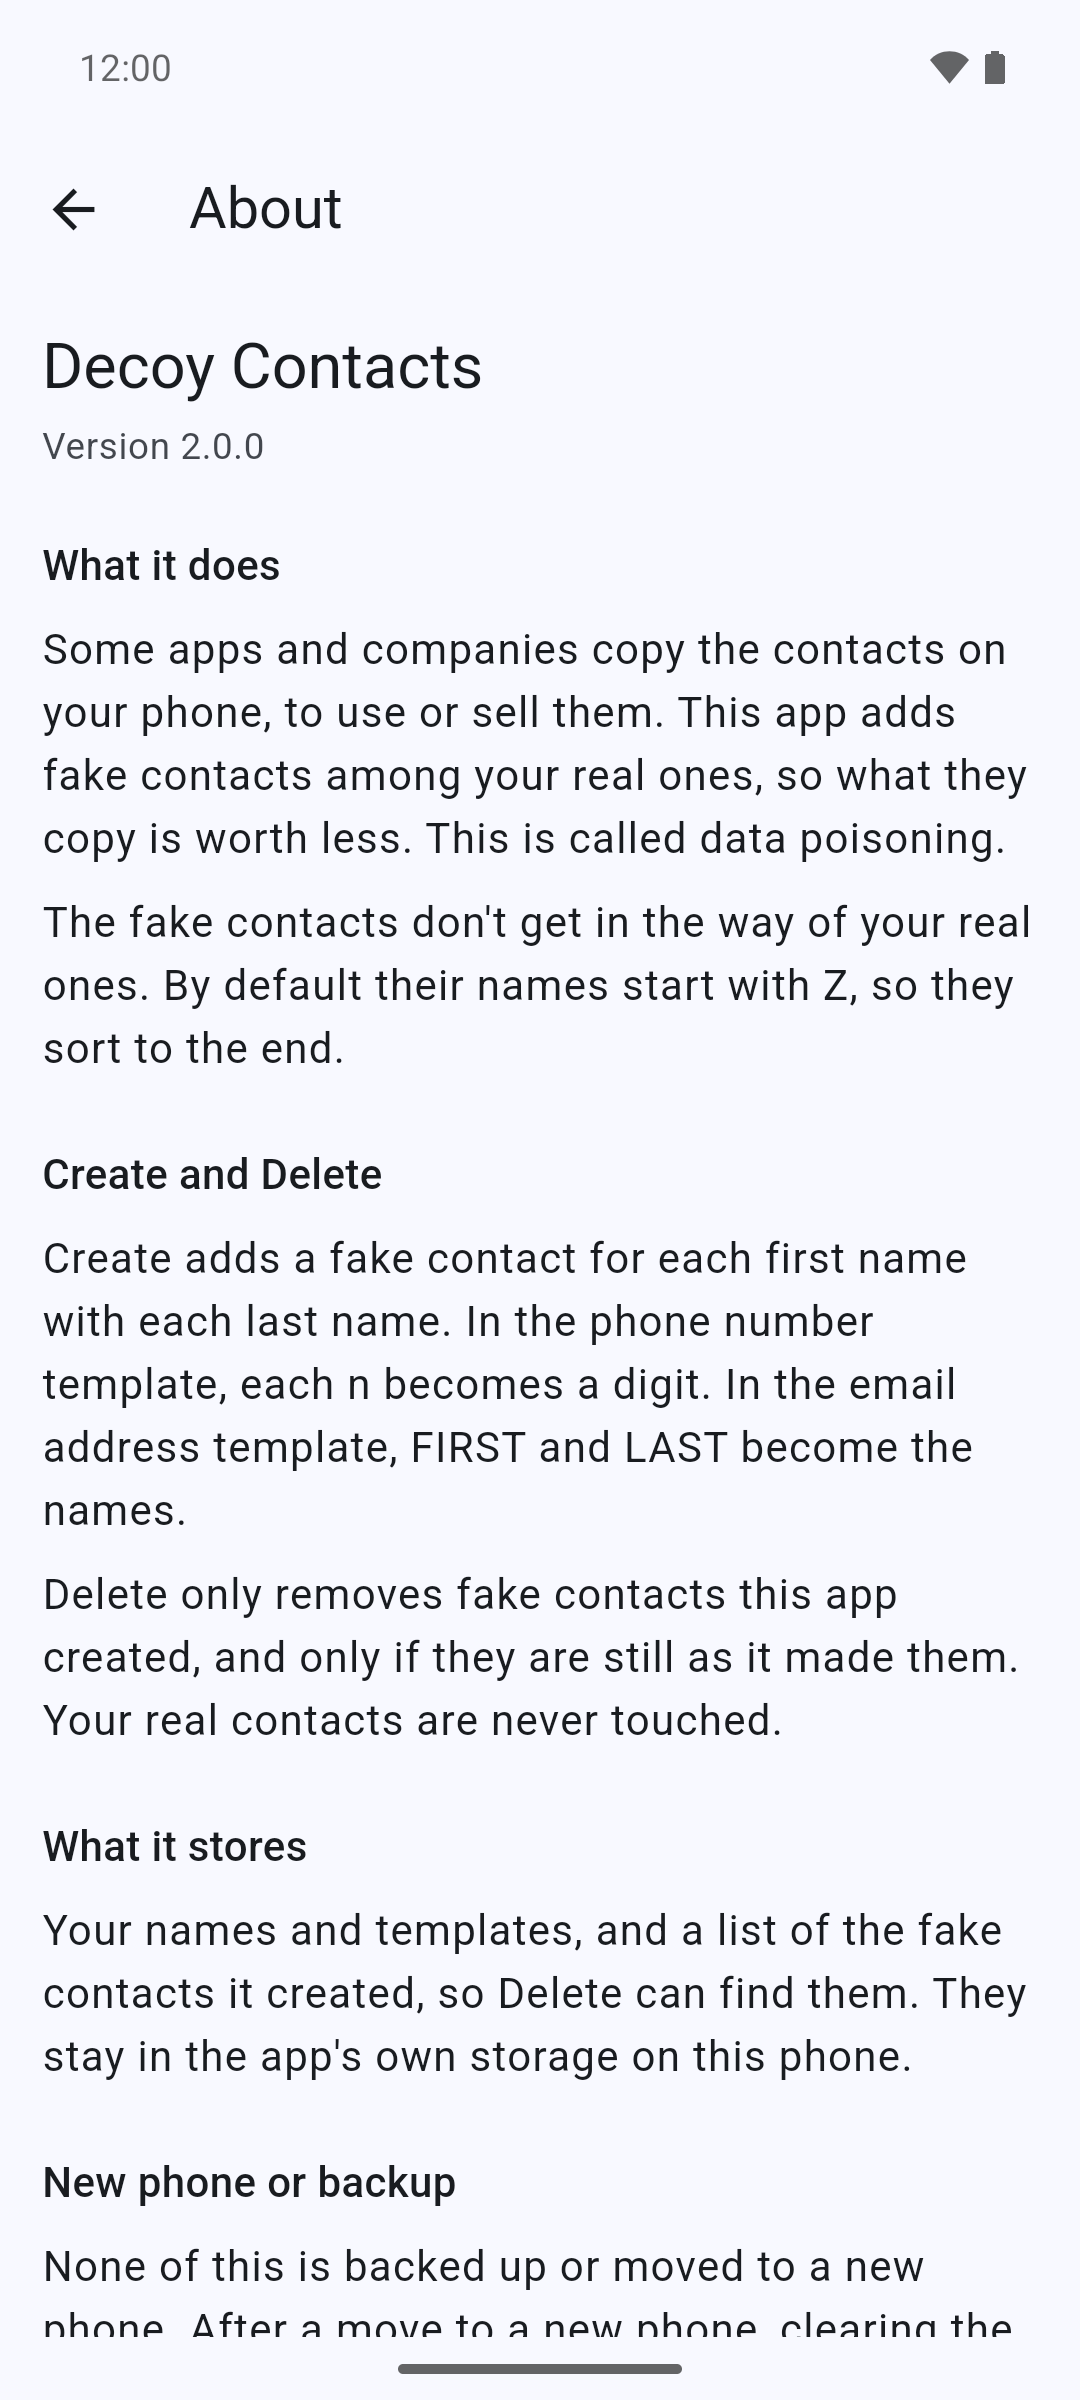 12:00
About
Decoy Contacts
Version 2.0.0
What it does
Some apps and companies copy the contacts on
your phone, to use or sell them. This app adds
fake contacts among your real ones, so what they
copy is worth less. This is called data poisoning.
The fake contacts don't get in the way of your real
ones. By default their names start with Z, so they
sort to the end.
Create and Delete
Create adds a fake contact for each first name
with each last name. In the phone number
template, each n becomes a digit. In the email
address template, FIRST and LAST become the
names.
Delete only removes fake contacts this app
created, and only if they are still as it made them.
Your real contacts are never touched.
What it stores
Your names and templates, and a list of the fake
contacts it created, so Delete can find them. They
stay in the app's own storage on this phone.
New phone or backup
None of this is backed up or moved to a new
phone. After a move to a new phone, clearing the